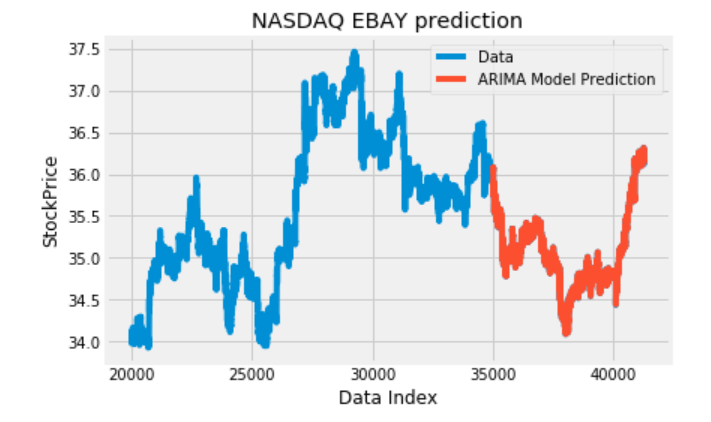 NASDAQ EBAY prediction
Data
ARIMA Model Prediction
37.5
37.0
36.5
36.0
35.5
35.0
34.5
34.0
StockPrice
20000 25000 30000 35000 40000
Data Index